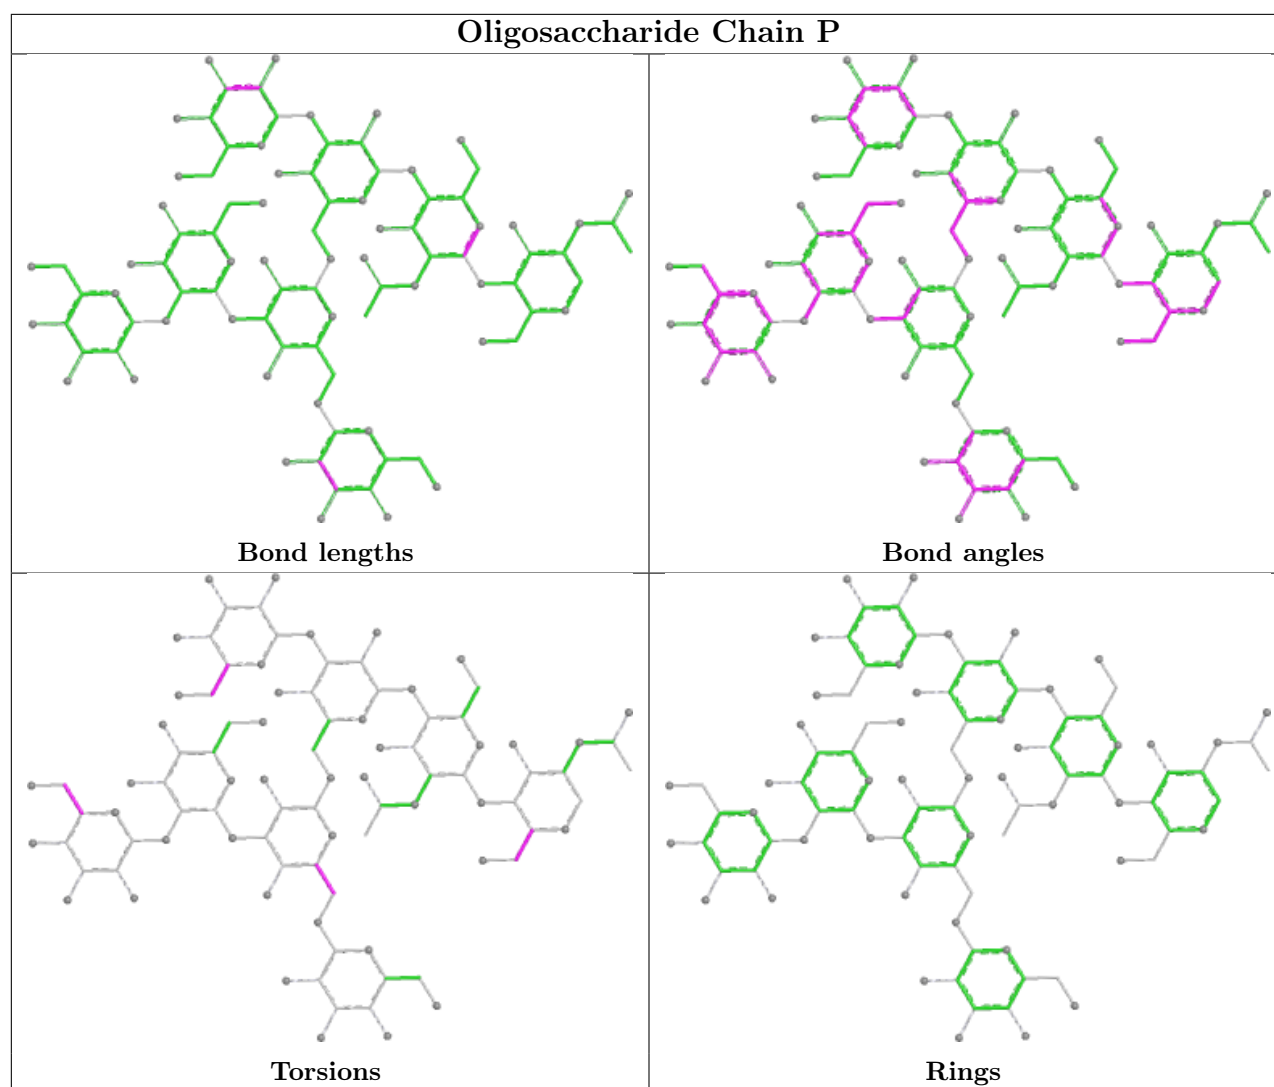 Oligosaccharide Chain P
Bond lengths
Bond angles
Torsions
Rings